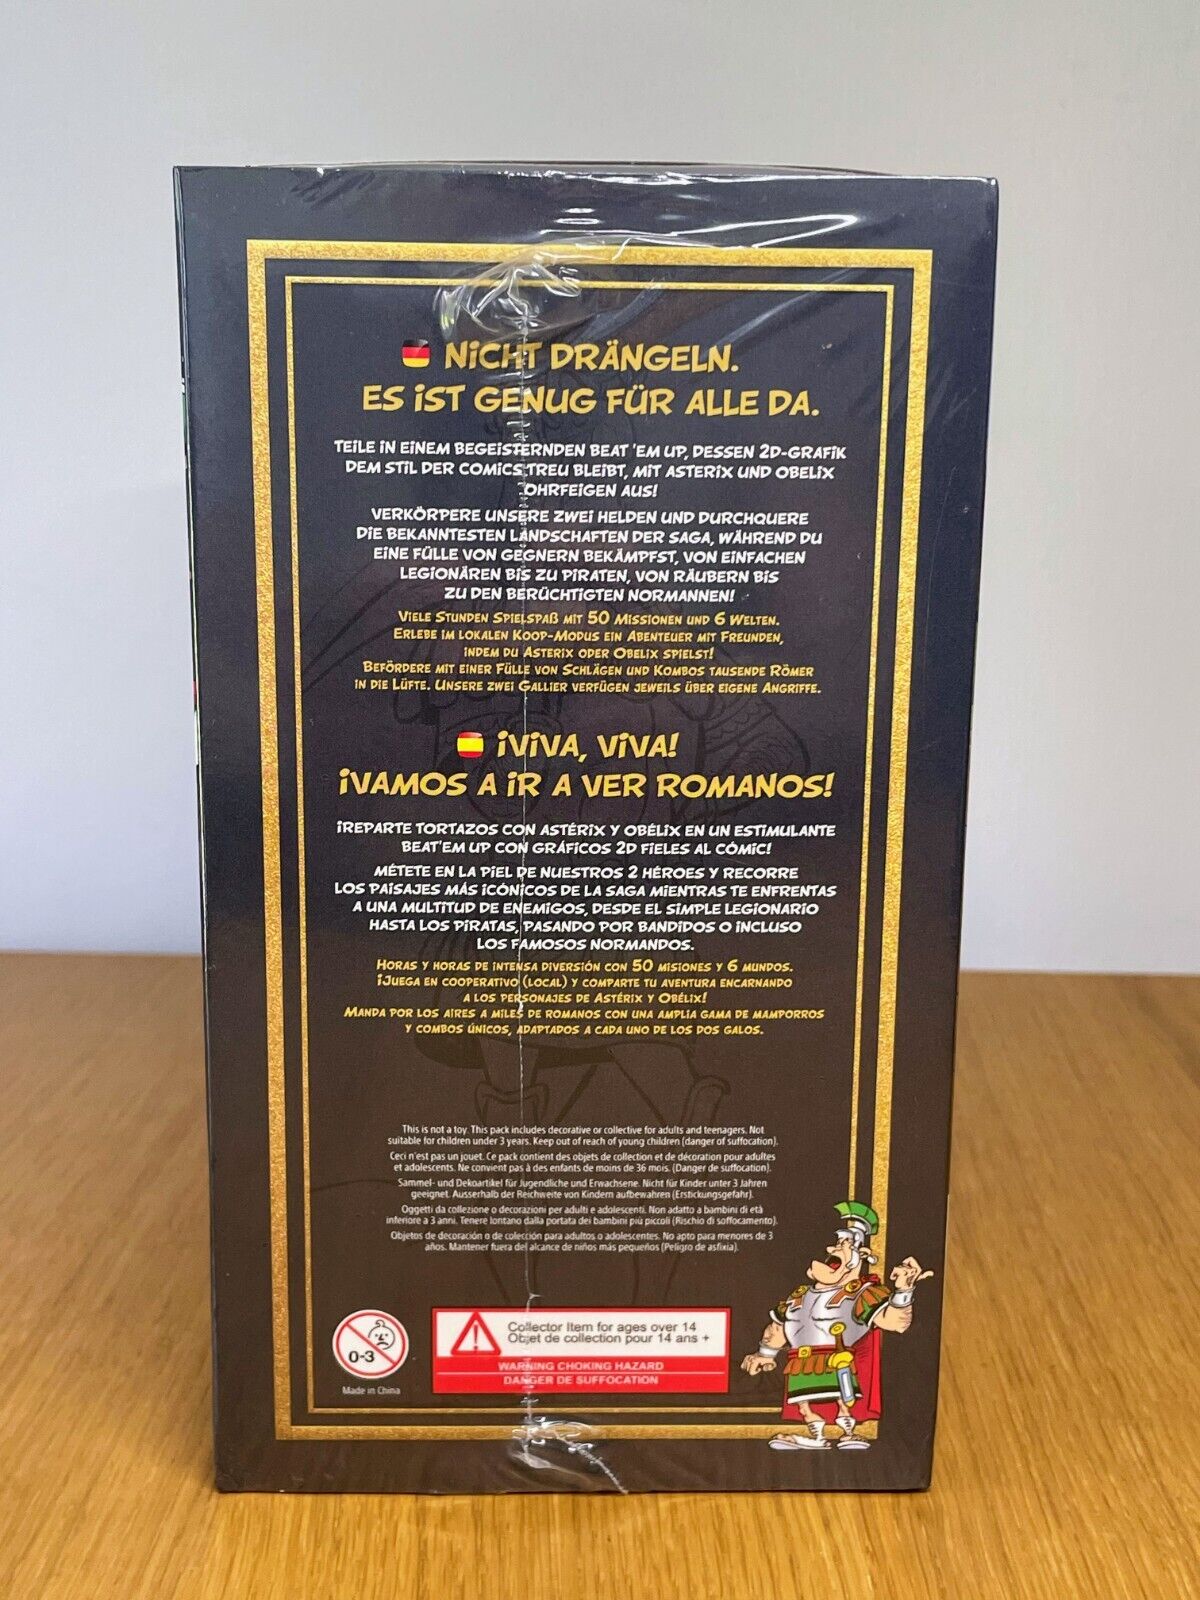 NICHT DRÄNGELN.
ES IST GENUG FÜR ALLE DA.
TEILE IN EINEM BEGEISTERNDEN BEAT 'EM UP, DESSEN 2D-GRAFIK
DEM STIL DER COMICS TREU BLEIBT, MIT ASTERIX UND OBELIX
OHRFEIGEN AUS!
VERKÖRPERE UNSERE ZWEI HELDEN UND DURCHQUERE
DIE BEKANNTESTEN LANDSCHAFTEN DER SAGA, WÄHREND DU
EINE FÜLLE VON GEGNERN BEKÄMPFST, VON EINFACHEN
LEGIONÄREN BIS ZU PIRATEN, VON RÄUBERN BIS
ZU DEN BERÜCHTIGTEN NORMANNEN!
VIELE STUNDEN SPIELSPAß MIT 50 MISSIONEN UND 6 WELTEN.
ERLEBE IM LOKALEN KOOP-MODUS EIN ABENTEUER MIT FREUNDEN,
INDEM DU ASTERIX ODER OBELIX SPIELST!
BEFÖRDERE MIT EINER FÜLLE VON SCHLÄGEN UND KOMBOS TAUSENDE RÖMER
IN DIE LÜFTE. UNSERE ZWEI GALLIER VERFÜGEN JEWEILS ÜBER EIGENE ANGRIFFE.
¡VIVA, VIVA!
¡VAMOS A IR A VER ROMANOS!
¡REPARTE TORTAZOS CON ASTÉRIX Y OBÉLIX EN UN ESTIMULANTE
BEAT'EM UP CON GRÁFICOS 2D FIELES AL CÓMIC!
MÉTETE EN LA PIEL DE NUESTROS 2 HÉROES Y RECORRE
LOS PAISAJES MÁS ICÓNICOS DE LA SAGA MIENTRAS TE ENFRENTAS
A UNA MULTITUD DE ENEMIGOS, DESDE EL SIMPLE LEGIONARIO
HASTA LOS PIRATAS, PASANDO POR BANDIDOS O INCLUSO
LOS FAMOSOS NORMANDOS.
HORAS Y HORAS DE INTENSA DIVERSIÓN CON 50 MISIONES Y 6 MUNDOS.
¡JUEGA EN COOPERATIVO (LOCAL) Y COMPARTE TU AVENTURA ENCARNANDO
A LOS PERSONAJES DE ASTÉRIX Y OBÉLIX!
MANDA POR LOS AIRES A MILES DE ROMANOS CON UNA AMPLIA GAMA DE MAMPORROS
Y COMBOS ÚNICOS, ADAPTADOS A CADA UNO DE LOS DOS GALOS.
This is not a toy. This pack includes decorative or collective for adults and teenagers. Not
suitable for children under 3 years. Keep out of reach of young children (danger of suffocation).
Ceci n'est pas un jouet. Ce pack contient des objets de collection et de décoration pour adultes
et adolescents. Ne convient pas à des enfants de moins de 36 mois. (Danger de suffocation).
Sammel- und Dekoartikel für Jugendliche und Erwachsene. Nicht für Kinder unter 3 Jahren
geeignet. Ausserhalb der Reichweite von Kindern aufbewahren (Erstickungsgefahr).
Oggetti da collezione o decorazioni per adulti e adolescenti. Non adatto a bambini di età
inferiore a 3 anni. Tenere lontano dalla portata dei bambini più piccoli (Rischio di soffocamento).
Objetos de decoración o de colección para adultos o adolescentes. No apto para menores de 3
años. Mantener fuera del alcance de niños más pequeños (Peligro de asfixia).
0-3
Made in China
Collector Item for ages over 14
Objet de collection pour 14 ans +
WARNING CHOKING HAZARD
DANGER DE SUFFOCATION